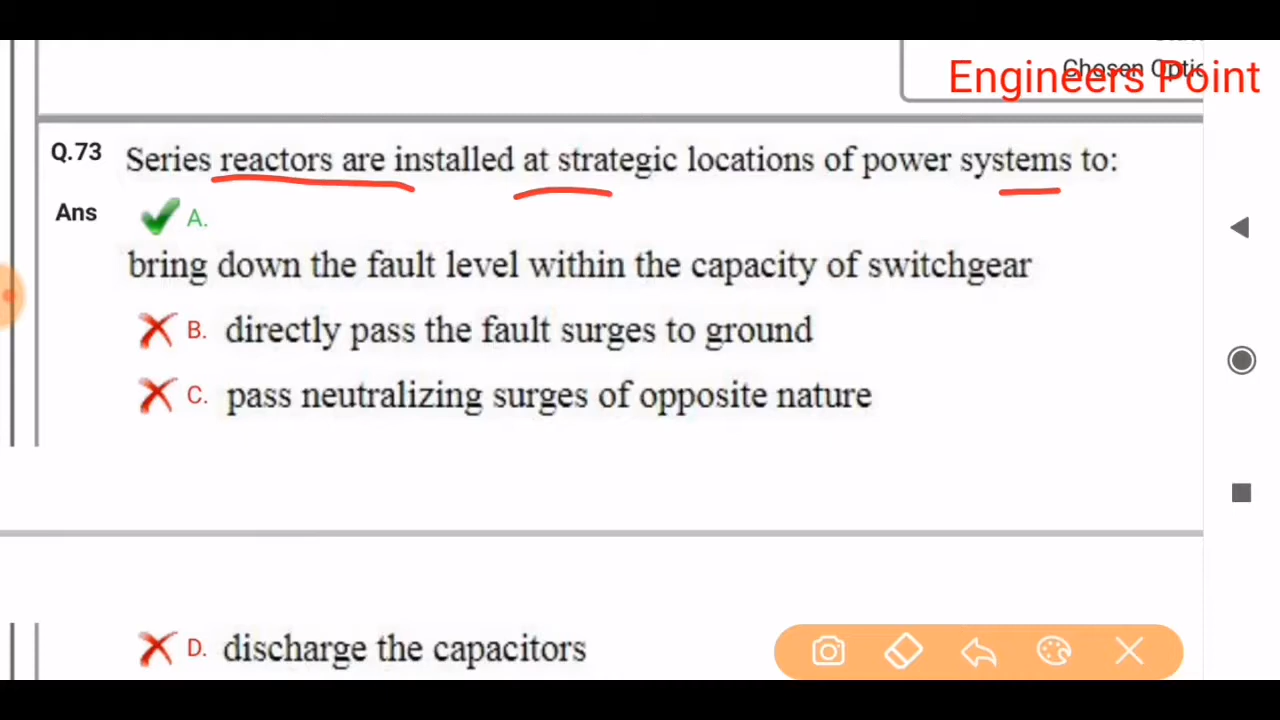 Chosen Optio
Engineers Point
Q.73 Series reactors are installed at strategic locations of power systems to:
Ans A.
bring down the fault level within the capacity of switchgear
B. directly pass the fault surges to ground
C. pass neutralizing surges of opposite nature
D. discharge the capacitors